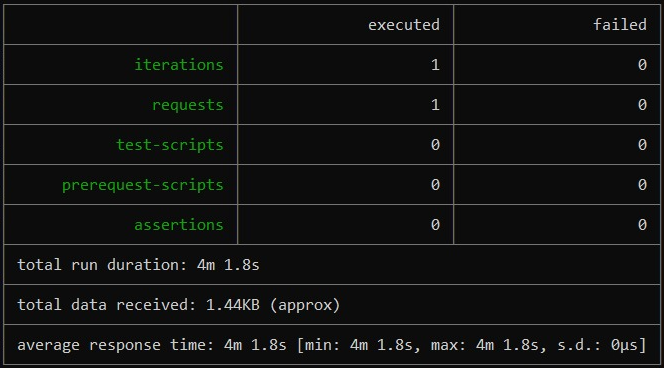 executed failed
iterations 1 0
requests 1 0
test-scripts 0 0
prerequest-scripts 0 0
assertions 0 0
total run duration: 4m 1.8s
total data received: 1.44KB (approx)
average response time: 4m 1.8s [min: 4m 1.8s, max: 4m 1.8s, s.d.: 0µs]